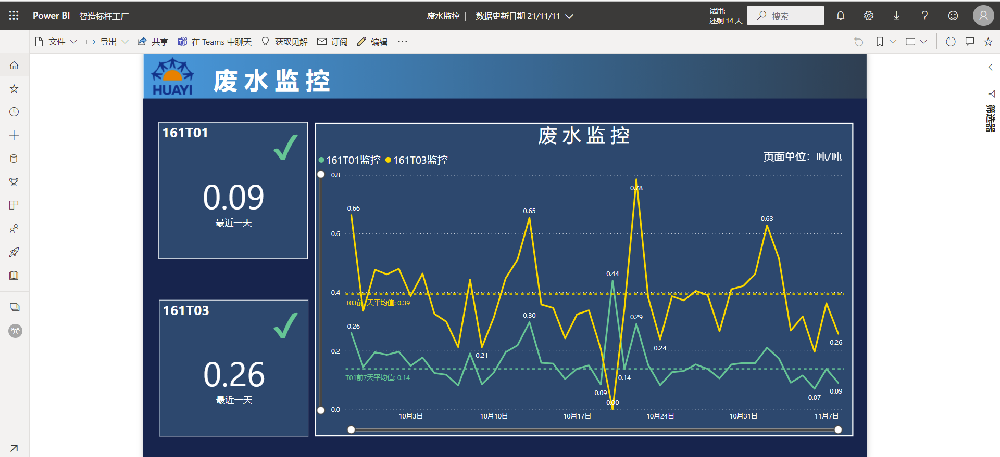 Power BI 智造标杆工厂
废水监控 | 数据更新日期 21/11/11
试用:
还剩 14 天
搜索
文件 导出 共享 在 Teams 中聊天 获取见解 订阅 编辑 ···
HUAYI
废水监控
筛选器
161T01
0.09
最近一天
161T03
0.26
最近一天
废水监控
161T01监控 161T03监控
页面单位：吨/吨
0.8
0.6
0.4
0.2
0.0
0.78
0.66
0.65
0.63
0.44
T03前7天平均值: 0.39
0.30
0.29
0.26
0.26
0.24
0.21
T01前7天平均值: 0.14
0.14
0.09
0.09
0.07
0.00
10月3日 10月10日 10月17日 10月24日 10月31日 11月7日